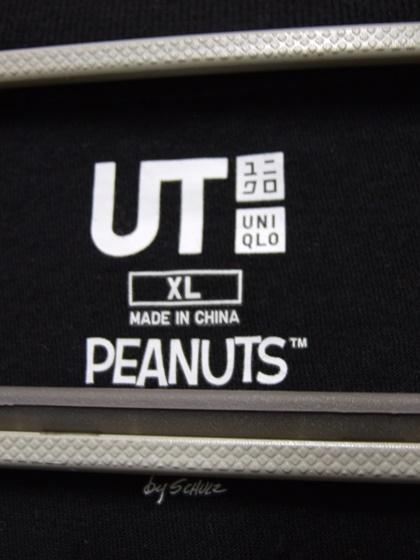 UT
ユニ
クロ
UNI
QLO
XL
MADE IN CHINA
PEANUTS™
by SCHULZ